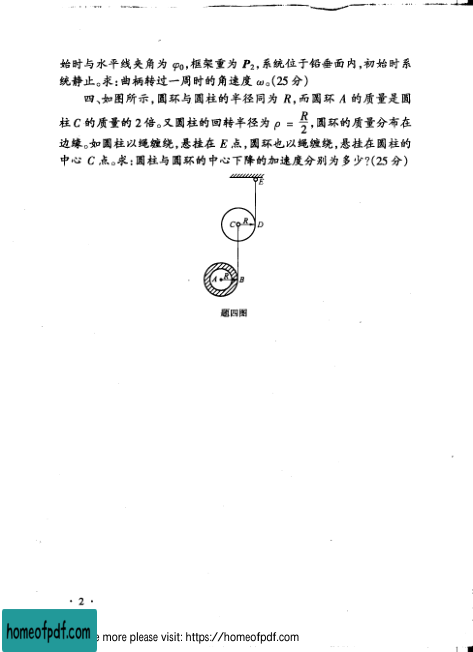 始时与水平线夹角为 φ₀,框架重为 P₂,系统位于铅垂面内,初始时系
统静止。求:曲柄转过一周时的角速度 ω。(25 分)
四、如图所示,圆环与圆柱的半径同为 R,而圆环 A 的质量是圆
柱 C 的质量的 2 倍。又圆柱的回转半径为 ρ = R/2,圆环的质量分布在
边缘。如圆柱以绳缠绕,悬挂在 E 点,圆环也以绳缠绕,悬挂在圆柱的
中心 C 点。求:圆柱与圆环的中心下降的加速度分别为多少?(25 分)
E
C R D
A R B
题四图
· 2 ·
homeofpdf.com
e more please visit: https://homeofpdf.com